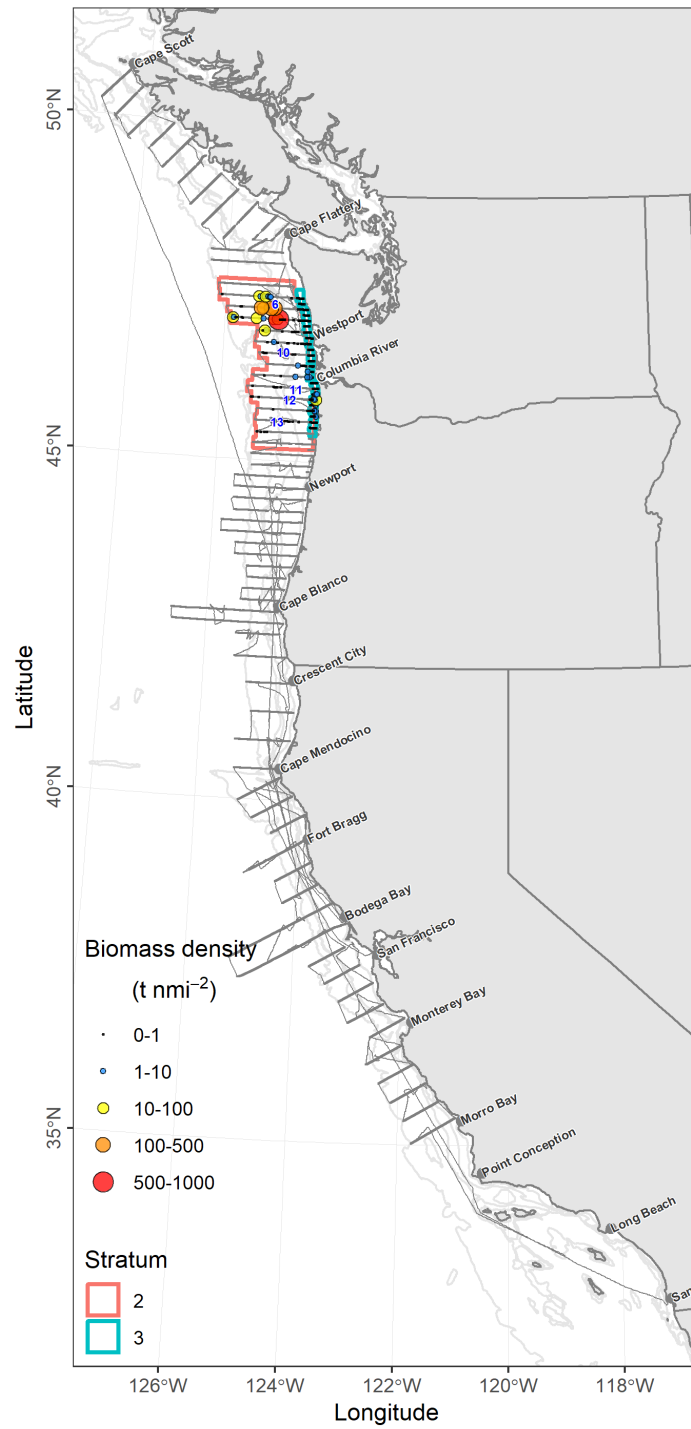 Cape Scott
50°N
Cape Flattery
6
Westport
10
Columbia River
11
12
13
45°N
Newport
Cape Blanco
Crescent City
Latitude
Cape Mendocino
40°N
Fort Bragg
Bodega Bay
San Francisco
Biomass density
(t nmi−2)
Monterey Bay
0-1
1-10
10-100
Morro Bay
35°N
100-500
Point Conception
500-1000
Long Beach
Stratum
San
2
3
126°W 124°W 122°W 120°W 118°W
Longitude